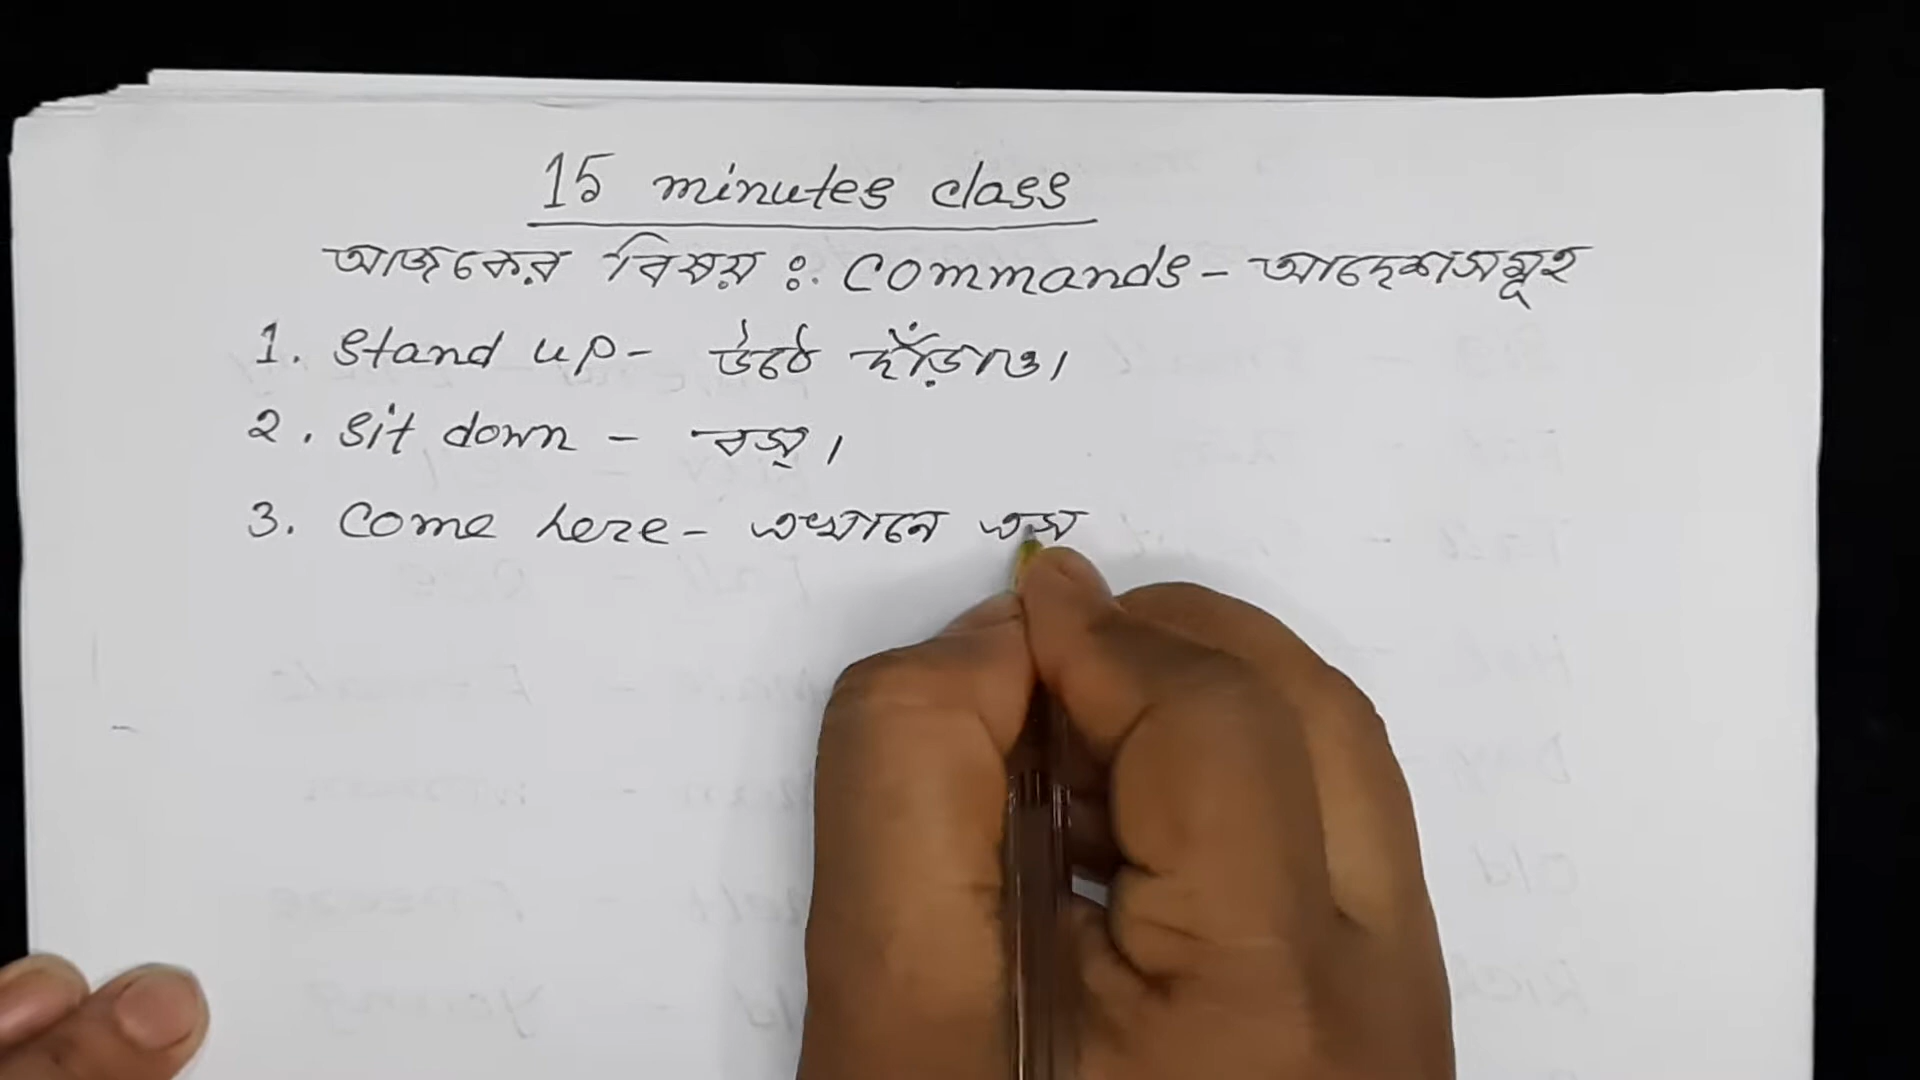 15 minutes class
আজকের বিষয় : Commands - আদেশসমূহ
1. Stand up - উঠে দাঁড়াও।
2. Sit down - বস্।
3. Come here - এখানে এস